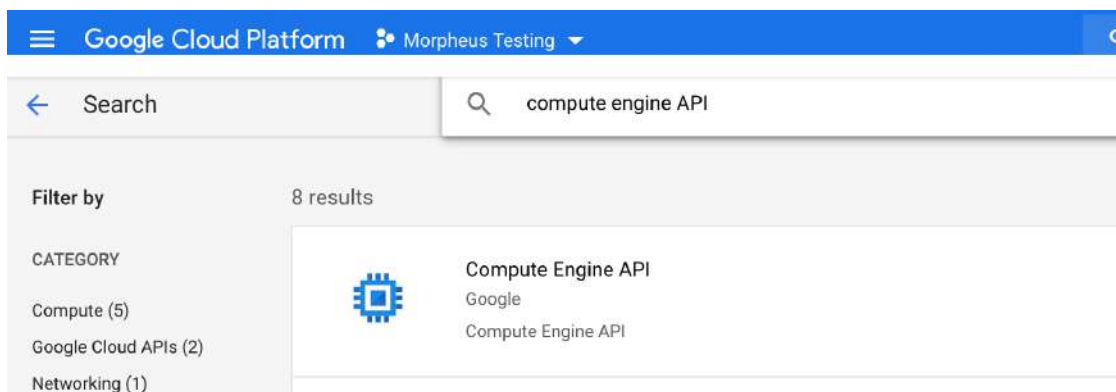 Google Cloud Platform Morpheus Testing
Search compute engine API
Filter by 8 results
CATEGORY
Compute Engine API
Google
Compute (5)
Compute Engine API
Google Cloud APIs (2)
Networking (1)